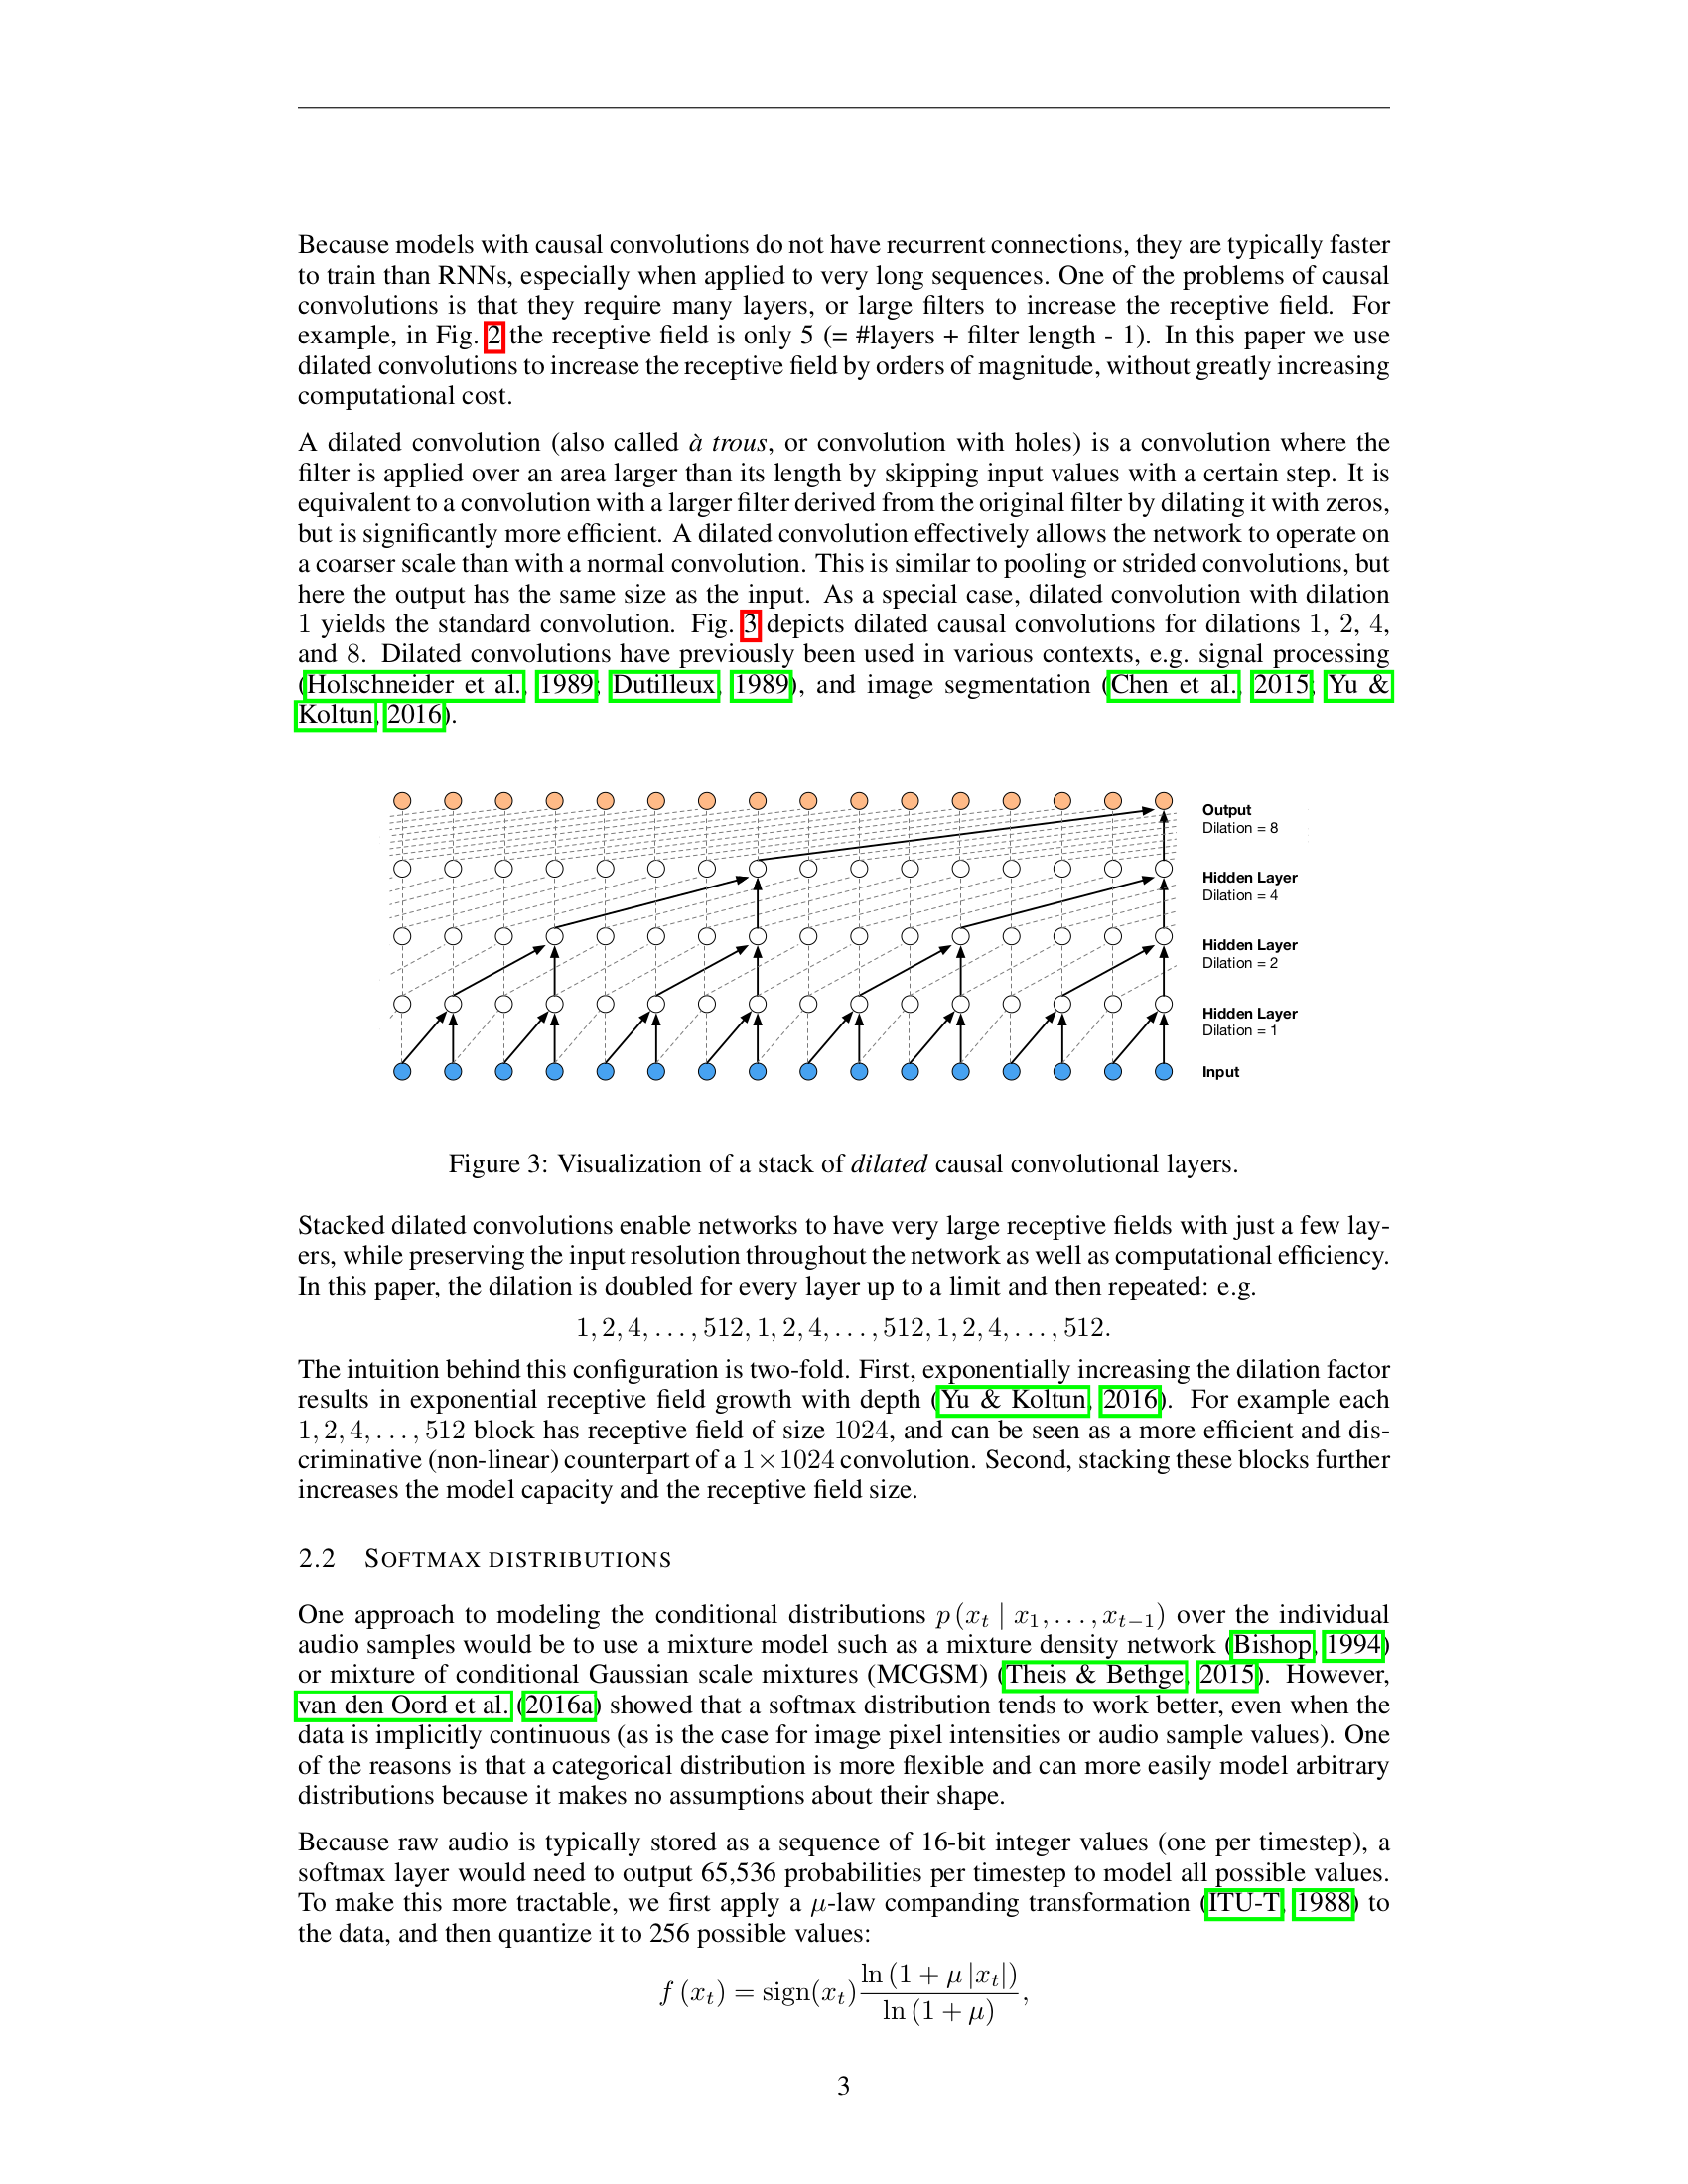 Because models with causal convolutions do not have recurrent connections, they are typically faster
to train than RNNs, especially when applied to very long sequences. One of the problems of causal
convolutions is that they require many layers, or large filters to increase the receptive field. For
example, in Fig. 2 the receptive field is only 5 (= #layers + filter length - 1). In this paper we use
dilated convolutions to increase the receptive field by orders of magnitude, without greatly increasing
computational cost.
A dilated convolution (also called à trous, or convolution with holes) is a convolution where the
filter is applied over an area larger than its length by skipping input values with a certain step. It is
equivalent to a convolution with a larger filter derived from the original filter by dilating it with zeros,
but is significantly more efficient. A dilated convolution effectively allows the network to operate on
a coarser scale than with a normal convolution. This is similar to pooling or strided convolutions, but
here the output has the same size as the input. As a special case, dilated convolution with dilation
1 yields the standard convolution. Fig. 3 depicts dilated causal convolutions for dilations 1, 2, 4,
and 8. Dilated convolutions have previously been used in various contexts, e.g. signal processing
(Holschneider et al., 1989; Dutilleux, 1989), and image segmentation (Chen et al., 2015; Yu &
Koltun, 2016).
Output
Dilation = 8
Hidden Layer
Dilation = 4
Hidden Layer
Dilation = 2
Hidden Layer
Dilation = 1
Input
Figure 3: Visualization of a stack of dilated causal convolutional layers.
Stacked dilated convolutions enable networks to have very large receptive fields with just a few lay-
ers, while preserving the input resolution throughout the network as well as computational efficiency.
In this paper, the dilation is doubled for every layer up to a limit and then repeated: e.g.
1, 2, 4, . . . , 512, 1, 2, 4, . . . , 512, 1, 2, 4, . . . , 512.
The intuition behind this configuration is two-fold. First, exponentially increasing the dilation factor
results in exponential receptive field growth with depth (Yu & Koltun, 2016). For example each
1, 2, 4, . . . , 512 block has receptive field of size 1024, and can be seen as a more efficient and dis-
criminative (non-linear) counterpart of a 1×1024 convolution. Second, stacking these blocks further
increases the model capacity and the receptive field size.
2.2 SOFTMAX DISTRIBUTIONS
One approach to modeling the conditional distributions p (xₜ | x₁, . . . , xₜ₋₁) over the individual
audio samples would be to use a mixture model such as a mixture density network (Bishop, 1994)
or mixture of conditional Gaussian scale mixtures (MCGSM) (Theis & Bethge, 2015). However,
van den Oord et al. (2016a) showed that a softmax distribution tends to work better, even when the
data is implicitly continuous (as is the case for image pixel intensities or audio sample values). One
of the reasons is that a categorical distribution is more flexible and can more easily model arbitrary
distributions because it makes no assumptions about their shape.
Because raw audio is typically stored as a sequence of 16-bit integer values (one per timestep), a
softmax layer would need to output 65,536 probabilities per timestep to model all possible values.
To make this more tractable, we first apply a μ-law companding transformation (ITU-T, 1988) to
the data, and then quantize it to 256 possible values:
f (xₜ) = sign(xₜ) ln (1 + μ |xₜ|) / ln (1 + μ),
3